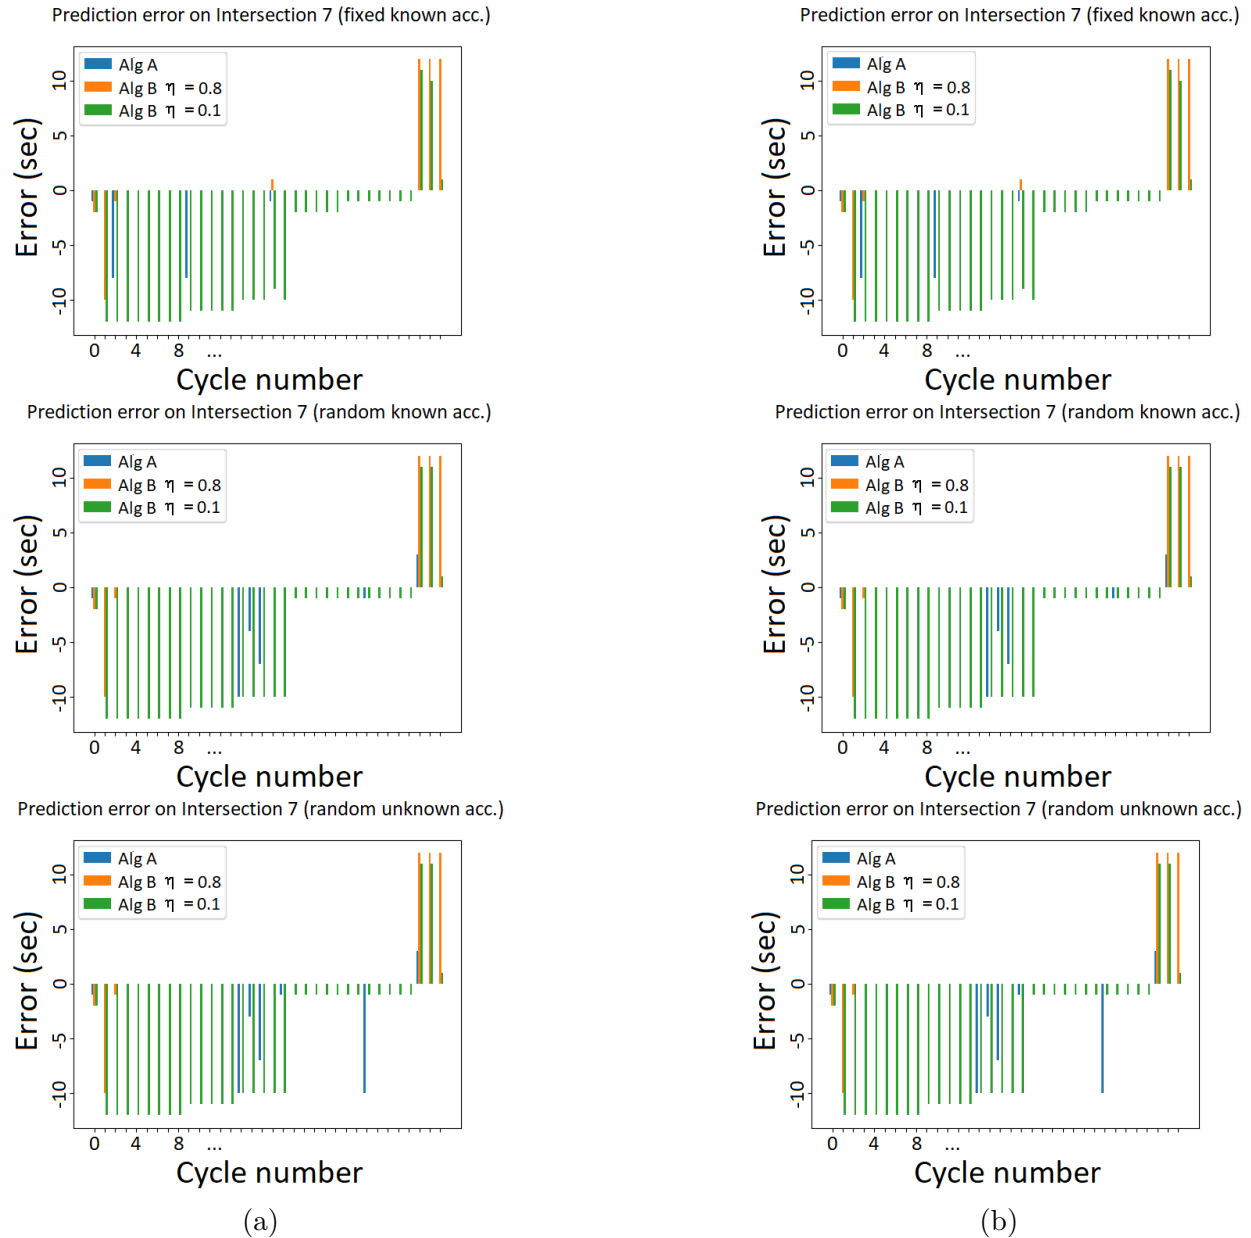 Prediction error on Intersection 7 (fixed known acc.)
Alg A
Alg B η = 0.8
Alg B η = 0.1
10
5
0
-5
-10
Error (sec)
0 4 8 ...
Cycle number
Prediction error on Intersection 7 (fixed known acc.)
Alg A
Alg B η = 0.8
Alg B η = 0.1
10
5
0
-5
-10
Error (sec)
0 4 8 ...
Cycle number
Prediction error on Intersection 7 (random known acc.)
Alg A
Alg B η = 0.8
Alg B η = 0.1
10
5
0
-5
-10
Error (sec)
0 4 8 ...
Cycle number
Prediction error on Intersection 7 (random known acc.)
Alg A
Alg B η = 0.8
Alg B η = 0.1
10
5
0
-5
-10
Error (sec)
0 4 8 ...
Cycle number
Prediction error on Intersection 7 (random unknown acc.)
Alg A
Alg B η = 0.8
Alg B η = 0.1
10
5
0
-5
-10
Error (sec)
0 4 8 ...
Cycle number
Prediction error on Intersection 7 (random unknown acc.)
Alg A
Alg B η = 0.8
Alg B η = 0.1
10
5
0
-5
-10
Error (sec)
0 4 8 ...
Cycle number
(a)
(b)